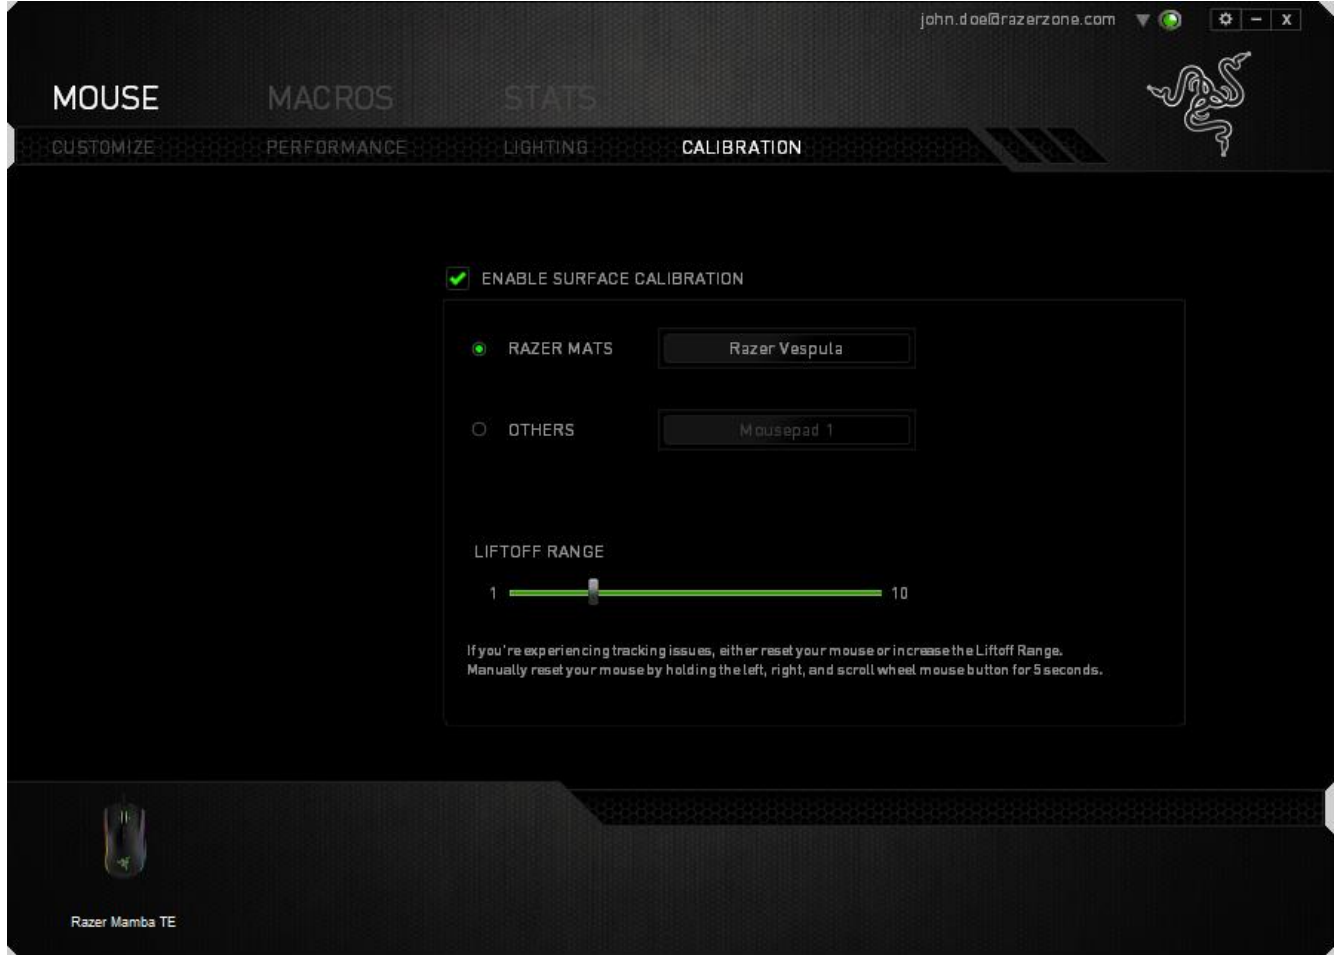 john.doe@razerzone.com
X
MOUSE MACROS STATS
CUSTOMIZE PERFORMANCE LIGHTING CALIBRATION
ENABLE SURFACE CALIBRATION
RAZER MATS Razer Vespula
OTHERS Mousepad 1
LIFTOFF RANGE
1 10
If you're experiencing tracking issues, either reset your mouse or increase the Liftoff Range.
Manually reset your mouse by holding the left, right, and scroll wheel mouse button for 5 seconds.
Razer Mamba TE